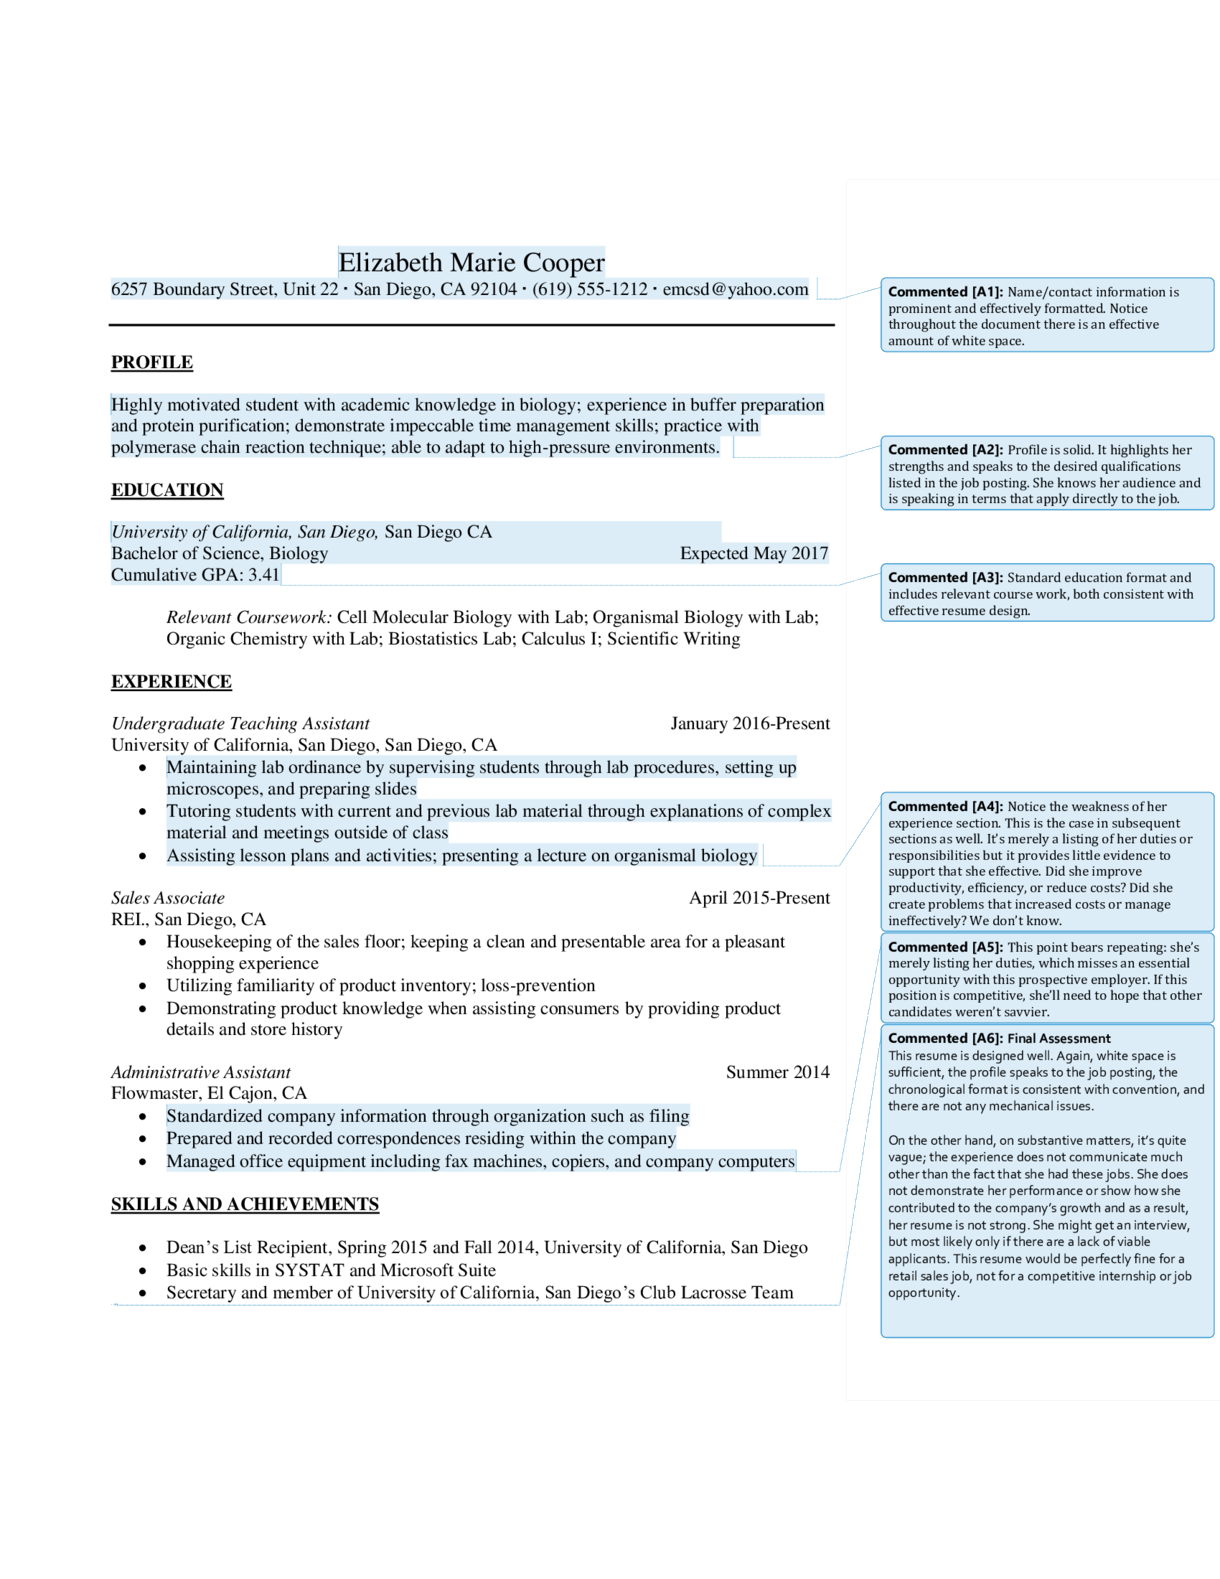 Elizabeth Marie Cooper
6257 Boundary Street, Unit 22 · San Diego, CA 92104 · (619) 555-1212 · emcsd@yahoo.com
PROFILE
Highly motivated student with academic knowledge in biology; experience in buffer preparation
and protein purification; demonstrate impeccable time management skills; practice with
polymerase chain reaction technique; able to adapt to high-pressure environments.
EDUCATION
University of California, San Diego, San Diego CA
Bachelor of Science, Biology Expected May 2017
Cumulative GPA: 3.41
Relevant Coursework: Cell Molecular Biology with Lab; Organismal Biology with Lab;
Organic Chemistry with Lab; Biostatistics Lab; Calculus I; Scientific Writing
EXPERIENCE
Undergraduate Teaching Assistant January 2016-Present
University of California, San Diego, San Diego, CA
• Maintaining lab ordinance by supervising students through lab procedures, setting up
microscopes, and preparing slides
• Tutoring students with current and previous lab material through explanations of complex
material and meetings outside of class
• Assisting lesson plans and activities; presenting a lecture on organismal biology
Sales Associate April 2015-Present
REI., San Diego, CA
• Housekeeping of the sales floor; keeping a clean and presentable area for a pleasant
shopping experience
• Utilizing familiarity of product inventory; loss-prevention
• Demonstrating product knowledge when assisting consumers by providing product
details and store history
Administrative Assistant Summer 2014
Flowmaster, El Cajon, CA
• Standardized company information through organization such as filing
• Prepared and recorded correspondences residing within the company
• Managed office equipment including fax machines, copiers, and company computers
SKILLS AND ACHIEVEMENTS
• Dean's List Recipient, Spring 2015 and Fall 2014, University of California, San Diego
• Basic skills in SYSTAT and Microsoft Suite
• Secretary and member of University of California, San Diego's Club Lacrosse Team
Commented [A1]: Name/contact information is
prominent and effectively formatted. Notice
throughout the document there is an effective
amount of white space.
Commented [A2]: Profile is solid. It highlights her
strengths and speaks to the desired qualifications
listed in the job posting. She knows her audience and
is speaking in terms that apply directly to the job.
Commented [A3]: Standard education format and
includes relevant course work, both consistent with
effective resume design.
Commented [A4]: Notice the weakness of her
experience section. This is the case in subsequent
sections as well. It's merely a listing of her duties or
responsibilities but it provides little evidence to
support that she effective. Did she improve
productivity, efficiency, or reduce costs? Did she
create problems that increased costs or manage
ineffectively? We don't know.
Commented [A5]: This point bears repeating: she's
merely listing her duties, which misses an essential
opportunity with this prospective employer. If this
position is competitive, she'll need to hope that other
candidates weren't savvier.
Commented [A6]: Final Assessment
This resume is designed well. Again, white space is
sufficient, the profile speaks to the job posting, the
chronological format is consistent with convention, and
there are not any mechanical issues.
On the other hand, on substantive matters, it's quite
vague; the experience does not communicate much
other than the fact that she had these jobs. She does
not demonstrate her performance or show how she
contributed to the company's growth and as a result,
her resume is not strong. She might get an interview,
but most likely only if there are a lack of viable
applicants. This resume would be perfectly fine for a
retail sales job, not for a competitive internship or job
opportunity.